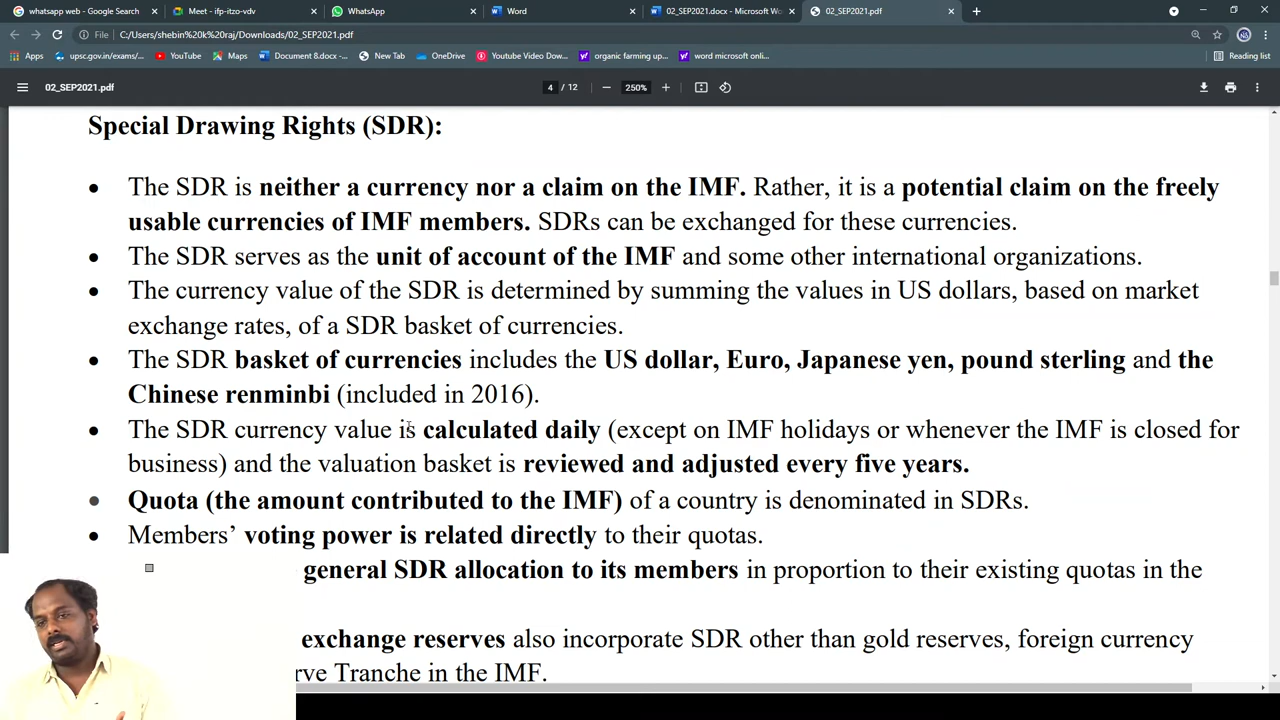 whatsapp web - Google Search
Meet - ifp-itzo-vdv
WhatsApp
Word
02_SEP2021.docx - Microsoft Wor
02_SEP2021.pdf
File
C:/Users/shebin%20k%20raj/Downloads/02_SEP2021.pdf
Apps
upsc.gov.in/exams/...
YouTube
Maps
Document 8.docx -...
New Tab
OneDrive
Youtube Video Dow...
organic farming up...
word microsoft onl...
Reading list
02_SEP2021.pdf
4 / 12
250%
Special Drawing Rights (SDR):
• The SDR is neither a currency nor a claim on the IMF. Rather, it is a potential claim on the freely
usable currencies of IMF members. SDRs can be exchanged for these currencies.
• The SDR serves as the unit of account of the IMF and some other international organizations.
• The currency value of the SDR is determined by summing the values in US dollars, based on market
exchange rates, of a SDR basket of currencies.
• The SDR basket of currencies includes the US dollar, Euro, Japanese yen, pound sterling and the
Chinese renminbi (included in 2016).
• The SDR currency value is calculated daily (except on IMF holidays or whenever the IMF is closed for
business) and the valuation basket is reviewed and adjusted every five years.
• Quota (the amount contributed to the IMF) of a country is denominated in SDRs.
• Members’ voting power is related directly to their quotas.
general SDR allocation to its members in proportion to their existing quotas in the
exchange reserves also incorporate SDR other than gold reserves, foreign currency
rve Tranche in the IMF.